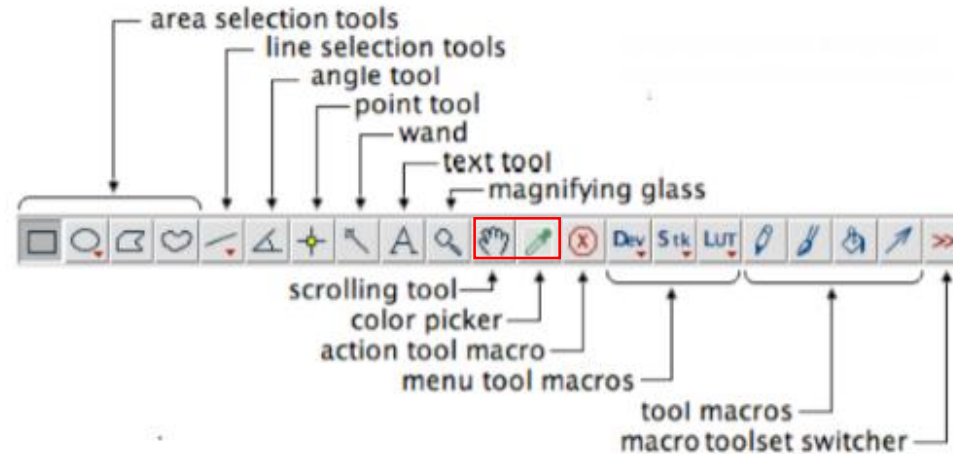 area selection tools
line selection tools
angle tool
point tool
wand
text tool
magnifying glass
A Dev Stk LUT >>
scrolling tool
color picker
action tool macro
menu tool macros
tool macros
macro toolset switcher